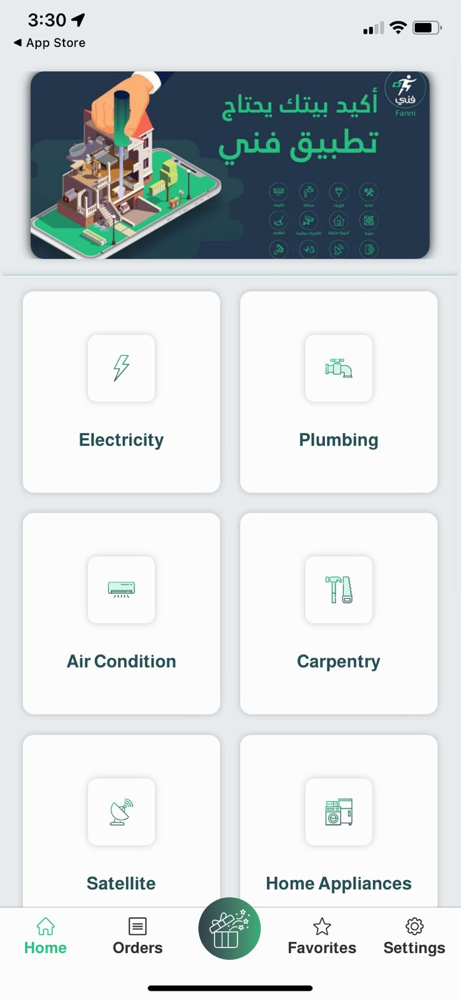 3:30
◀ App Store
أكيد بيتك يحتاج
تطبيق فني
فني
Fanni
تكييف
سباكة
كهرباء
نجارة
تنظيف
كاميرات مراقبة
أجهزة منزلية
تبليط
Electricity
Plumbing
Air Condition
Carpentry
Satellite
Home Appliances
Home
Orders
Favorites
Settings